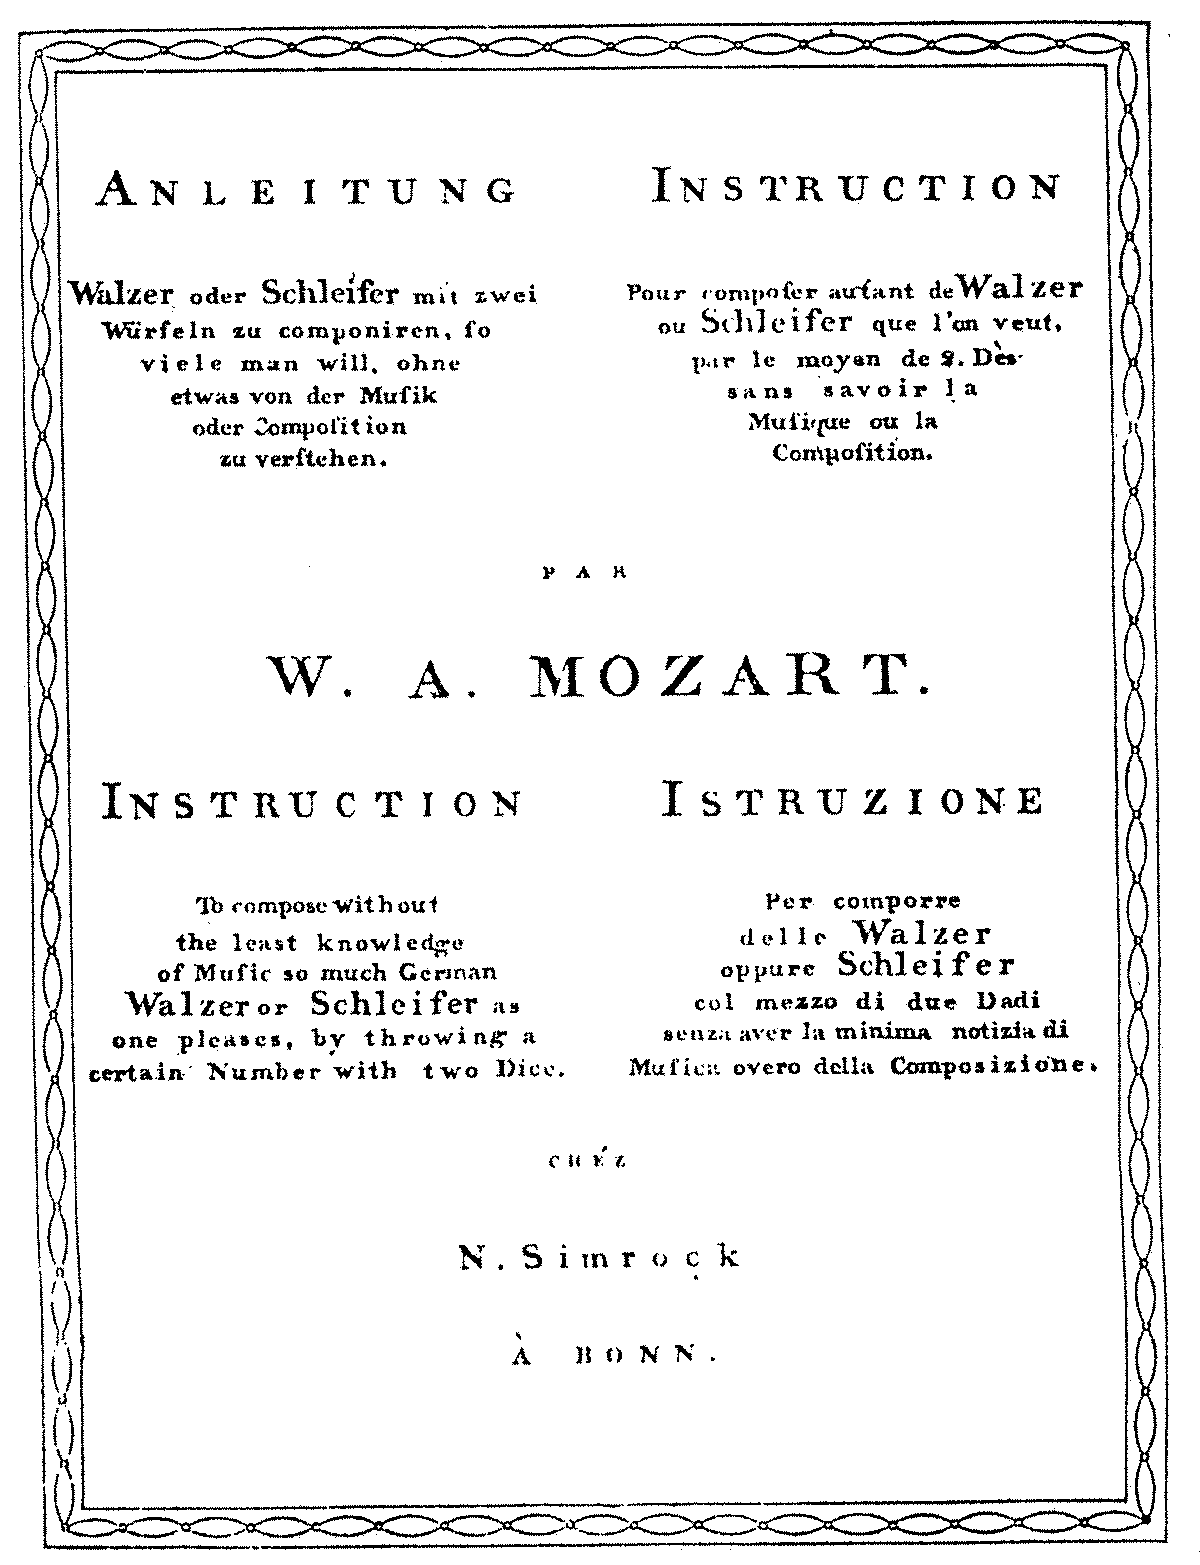 ANLEITUNG
Walzer oder Schleifer mit zwei
Würfeln zu componiren, ſo
viele man will, ohne
etwas von der Muſik
oder Compoſition
zu verſtehen.
INSTRUCTION
Pour compoſer autant de Walzer
ou Schleifer que l'on veut,
par le moyen de 2. Dès
sans savoir la
Muſique ou la
Compoſition.
PAR
W. A. MOZART.
INSTRUCTION
To compose without
the least knowledge
of Muſic so much German
Walzer or Schleifer as
one pleases, by throwing a
certain Number with two Dice.
ISTRUZIONE
Per comporre
delle Walzer
oppure Schleifer
col mezzo di due Dadi
senza aver la minima notizia di
Muſica overo della Composizione.
CHÉZ
N. Simrock
À BONN.